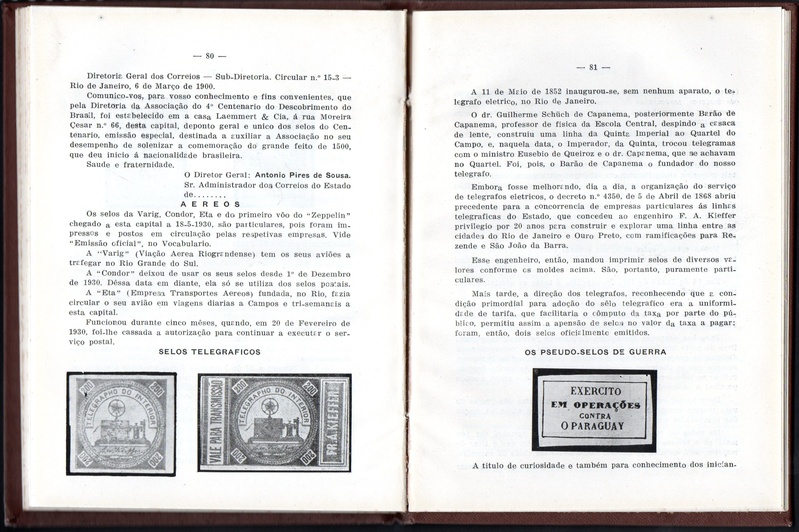 — 80 —
Diretoria Geral dos Correios — Sub-Diretoria. Circular n.º 15.3 —
Rio de Janeiro, 6 de Março de 1900.
Comunico-vos, para vosso conhecimento e fins convenientes, que
pela Diretoria da Associação do 4º Centenario do Descobrimento do
Brasil, foi estabelecido em a casa Laemmert & Cia, á rua Moreira
Cesar n.º 66, desta capital, deponto geral e unico dos selos do Cen-
tenario, emissão especial, destinada a auxiliar a Associação no seu
desempenho de solenizar a comemoração do grande feito de 1500,
que deu inicio á nacionalidade brasileira.
Saude e fraternidade.
O Diretor Geral: Antonio Pires de Sousa.
Sr. Administrador dos Correios do Estado
de........
AEREOS
Os selos da Varig, Condor, Eta e do primeiro vôo do "Zeppelin"
chegado a esta capital a 18-5-1930, são particulares, pois foram im-
pressos e postos em circulação pelas respetivas empresas. Vide
"Emissão oficial", no Vocabulario.
A "Varig" (Viação Aerea Riograndense) tem os seus aviões a
trafegar no Rio Grande do Sul.
A "Condor" deixou de usar os seus selos desde 1º de Dezembro
de 1930. Déssa data em diante, ela só se utiliza dos selos postais.
A "Eta" (Empresa Transportes Aereos) fundada, no Rio, fazia
circular o seu avião em viagens diarias a Campos e tri-semanais a
esta capital.
Funcionou durante cinco mêses, quando, em 20 de Fevereiro de
1930, foi-lhe cassada a autorização para continuar a executar o ser-
viço postal.
SELOS TELEGRAFICOS
200 200
TELEGRAPHO DO INTERIOR
200 200
VALE PARA TRANSMISSÃO
200 200
TELEGRAPHO DO INTERIOR
200 200
FR. A. KIEFFER
— 81 —
A 11 de Maio de 1852 inaugurou-se, sem nenhum aparato, o te-
legrafo eletrico, no Rio de Janeiro.
O dr. Guilherme Schüch de Capanema, posteriormente Barão de
Capanema, professor de física da Escola Central, despindo a casaca
de lente, construiu uma linha da Quinta Imperial ao Quartel do
Campo, e, naquela data, o Imperador, da Quinta, trocou telegramas
com o ministro Eusebio de Queiroz e o dr. Capanema, que se achavam
no Quartel. Foi, pois, o Barão de Capanema o fundador do nosso
telegrafo.
Embora fosse melhorando, dia a dia, a organização do serviço
de telegrafos eletricos, o decreto n.º 4350, de 5 de Abril de 1868 abriu
precedente para a concorrencia de empresas particulares ás linhas
telegraficas do Estado, que concedeu ao engenhiro F. A. Kieffer
privilegio por 20 anos para construir e explorar uma linha entre as
cidades do Rio de Janeiro e Ouro Preto, com ramificações para Re-
zende e São João da Barra.
Esse engenheiro, então, mandou imprimir selos de diversos va-
lores conforme os moldes acima. São, portanto, puramente parti-
culares.
Mais tarde, a direção dos telegrafos, reconhecendo que a con-
dição primordial para adoção do sêlo telegrafico era a uniformi-
dade de tarifa, que facilitaria o cômputo da taxa por parte do pú-
blico, permitiu assim a apensão de selos no valor da taxa a pagar;
foram, então, dois selos oficialmente emitidos.
OS PSEUDO-SELOS DE GUERRA
EXERCITO
EM OPERAÇÕES
CONTRA
O PARAGUAY
A titulo de curiosidade e também para conhecimento dos inician-